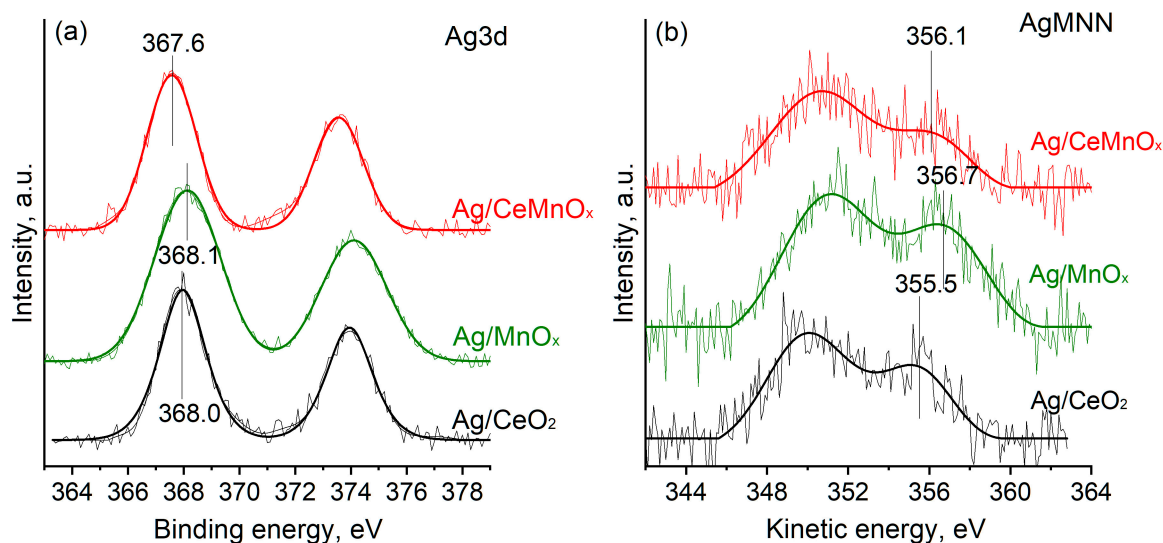 (a)
Ag3d
367.6
Ag/CeMnOₓ
368.1
Ag/MnOₓ
368.0
Ag/CeO₂
Intensity, a.u.
364 366 368 370 372 374 376 378
Binding energy, eV
(b)
AgMNN
356.1
Ag/CeMnOₓ
356.7
Ag/MnOₓ
355.5
Ag/CeO₂
Intensity, a.u.
344 348 352 356 360 364
Kinetic energy, eV